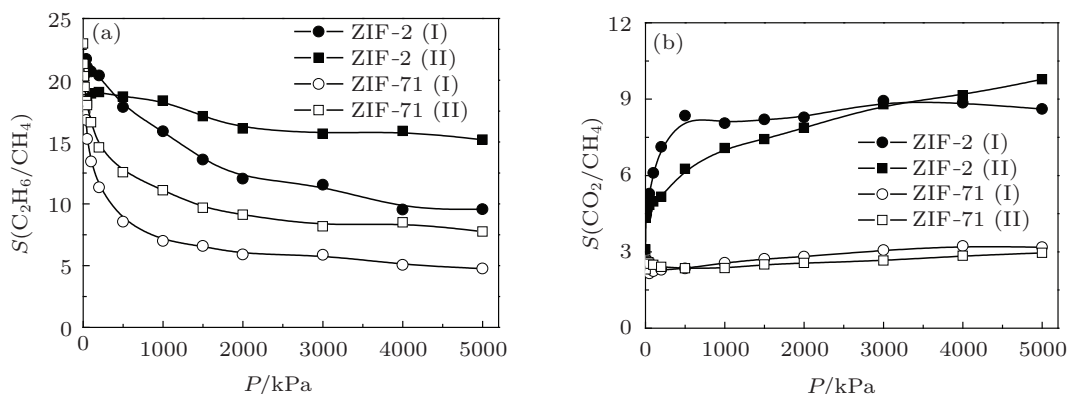 (a)
ZIF-2 (I)
ZIF-2 (II)
ZIF-71 (I)
ZIF-71 (II)
25
20
15
10
5
0
0 1000 2000 3000 4000 5000
S(C₂H₆/CH₄)
P/kPa
(b)
12
9
6
3
0
ZIF-2 (I)
ZIF-2 (II)
ZIF-71 (I)
ZIF-71 (II)
0 1000 2000 3000 4000 5000
S(CO₂/CH₄)
P/kPa